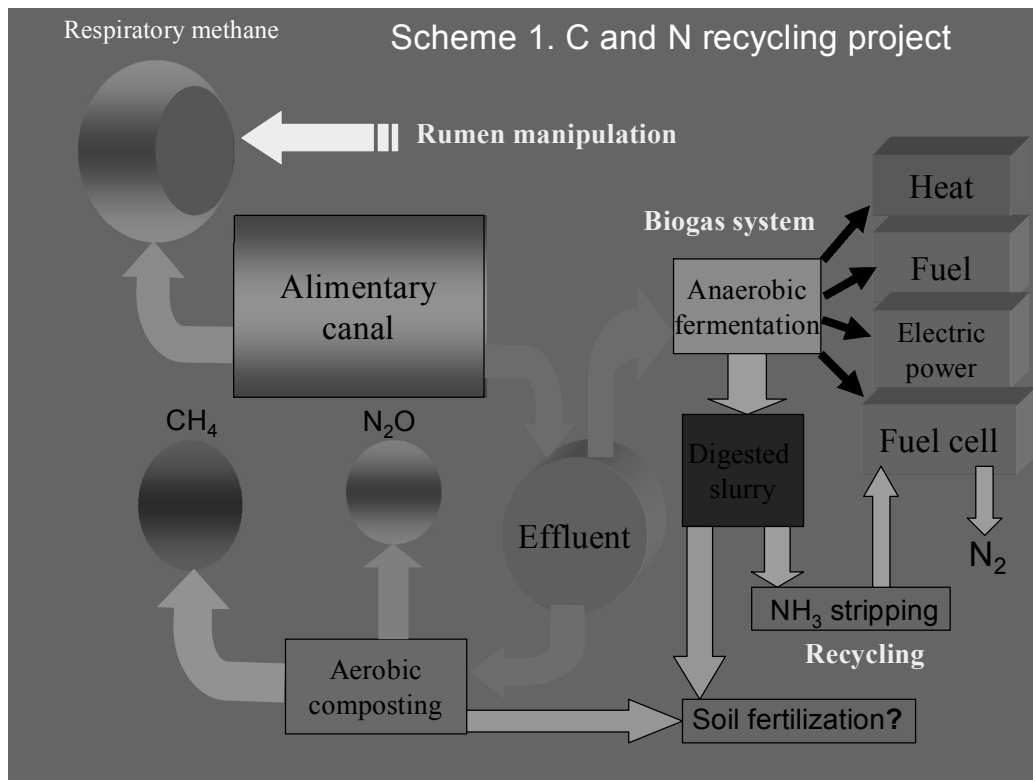 Respiratory methane
Scheme 1. C and N recycling project
Rumen manipulation
Heat
Biogas system
Fuel
Alimentary
canal
Anaerobic
fermentation
Electric
power
CH₄
N₂O
Fuel cell
Digested
slurry
Effluent
N₂
NH₃ stripping
Recycling
Aerobic
composting
Soil fertilization?